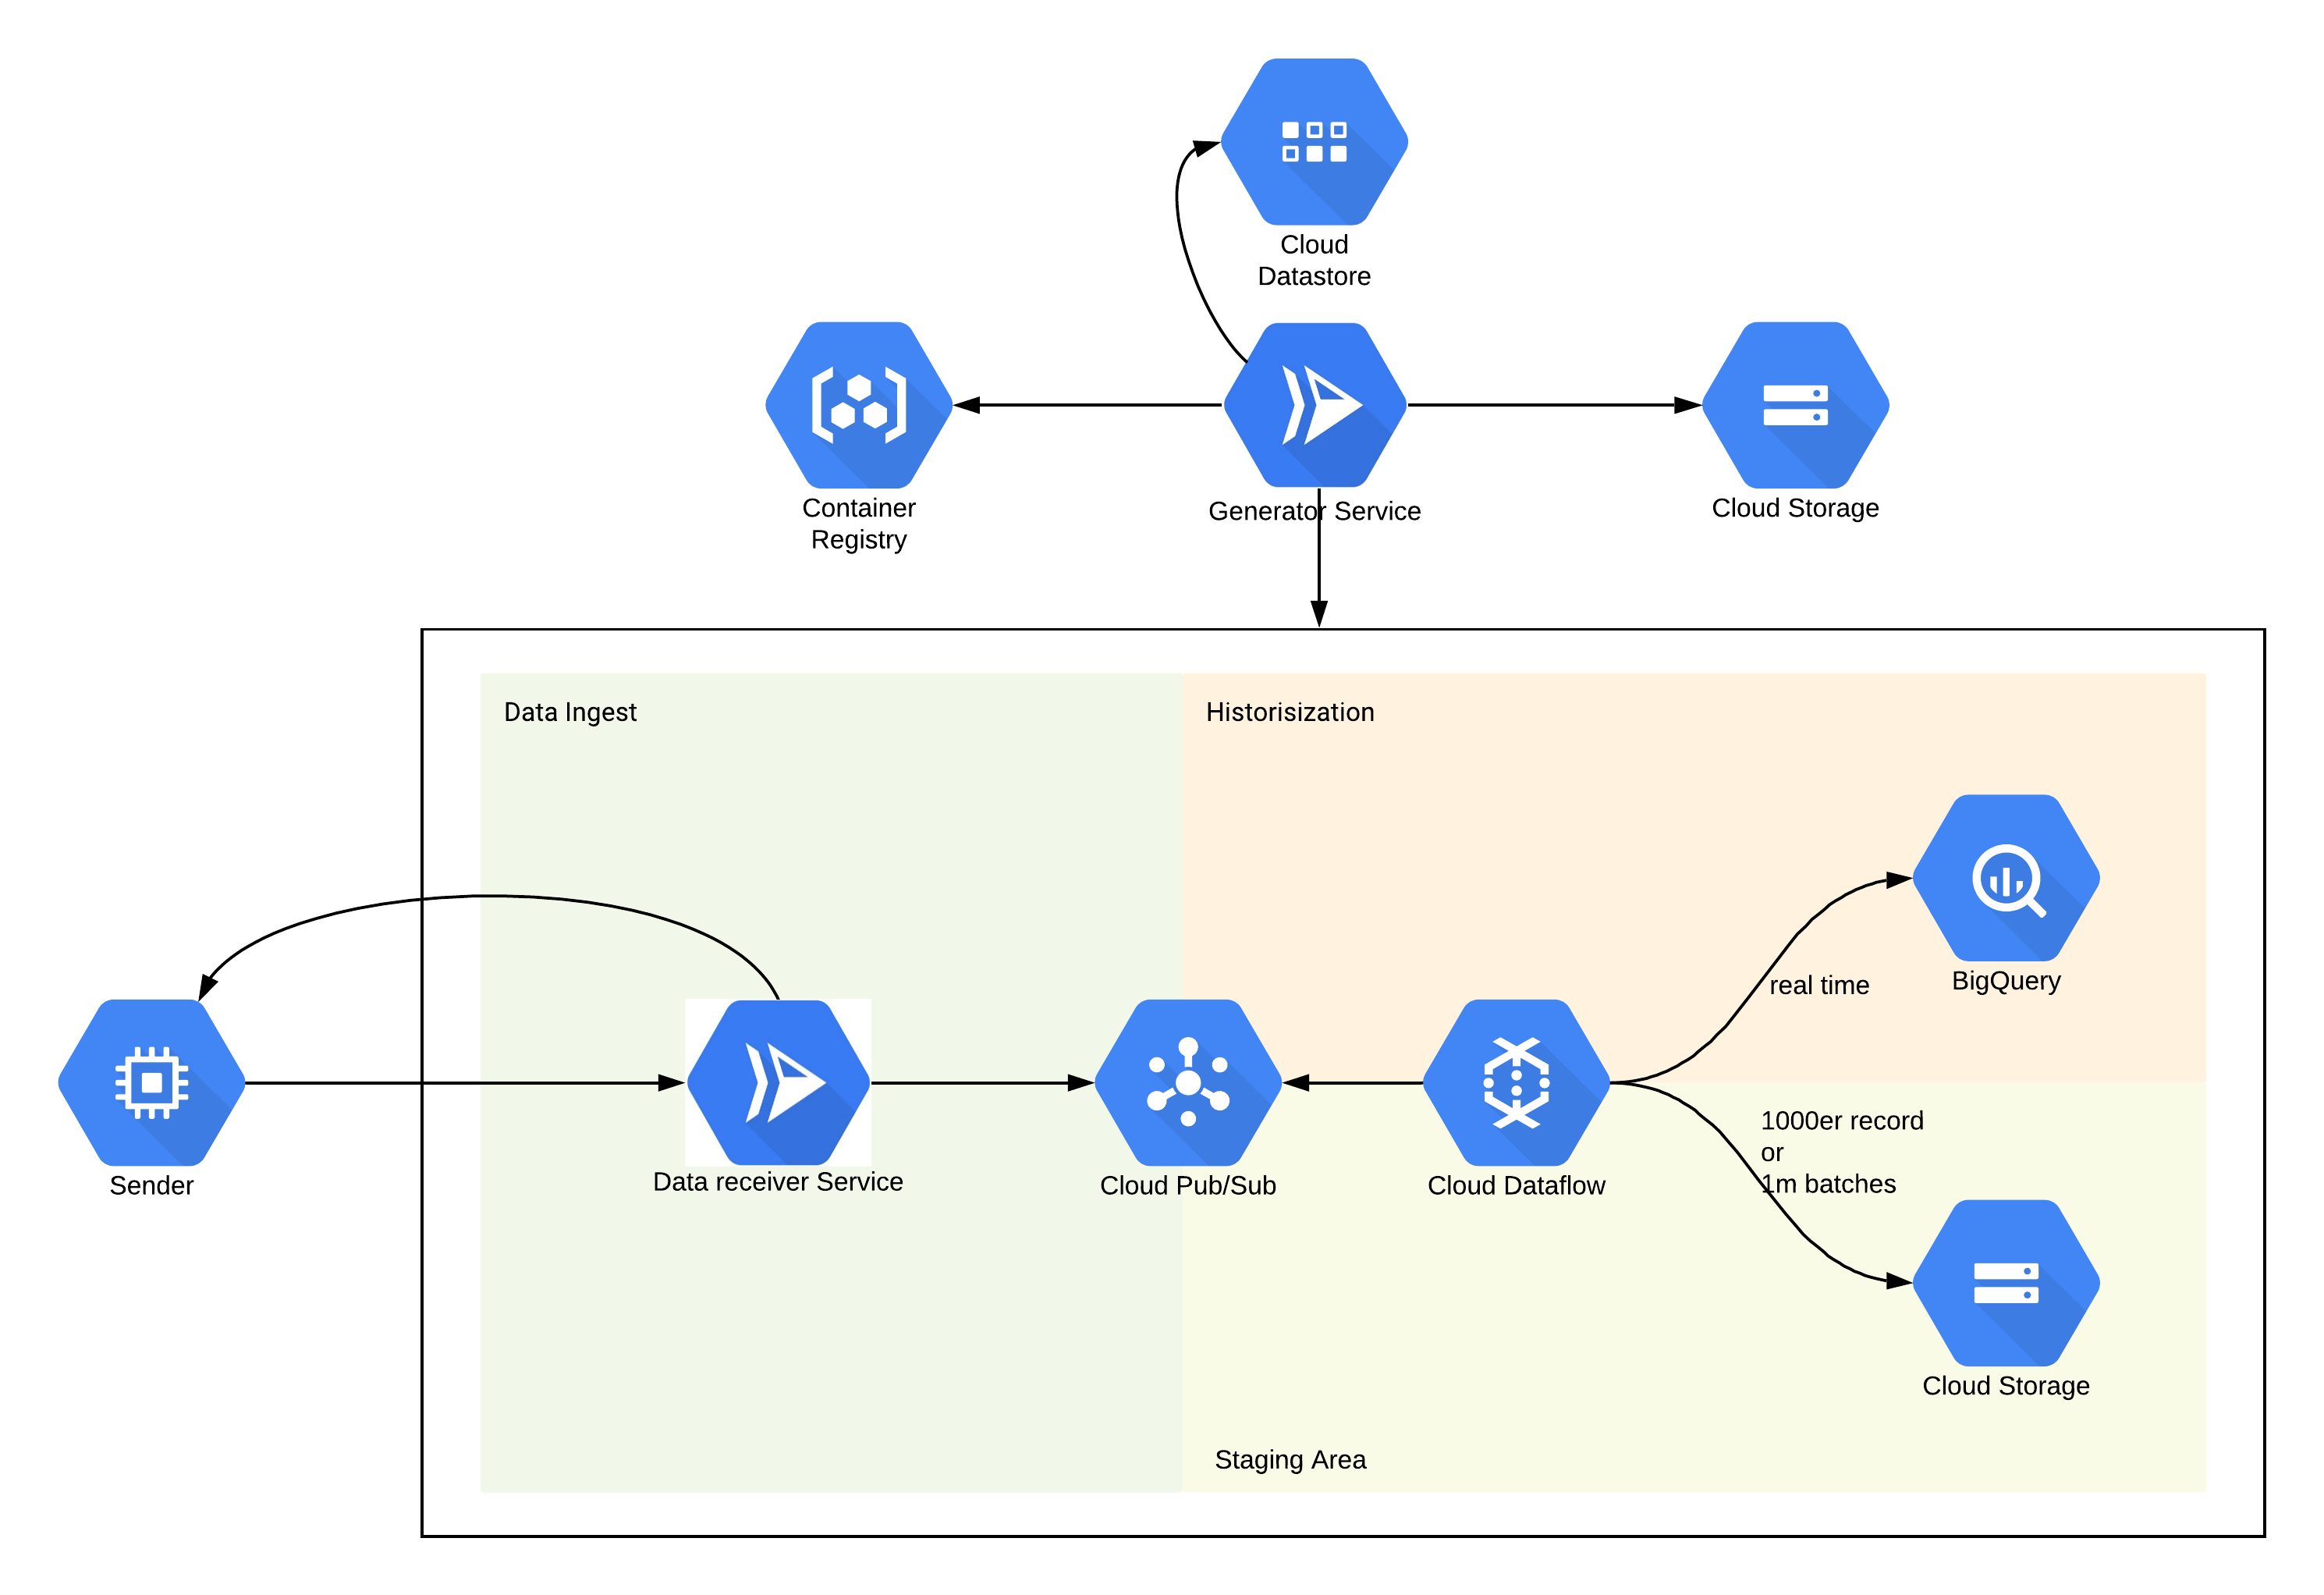 Cloud
Datastore
Container
Registry
Generator Service
Cloud Storage
Data Ingest
Historisization
real time
BigQuery
1000er record
or
1m batches
Sender
Data receiver Service
Cloud Pub/Sub
Cloud Dataflow
Cloud Storage
Staging Area